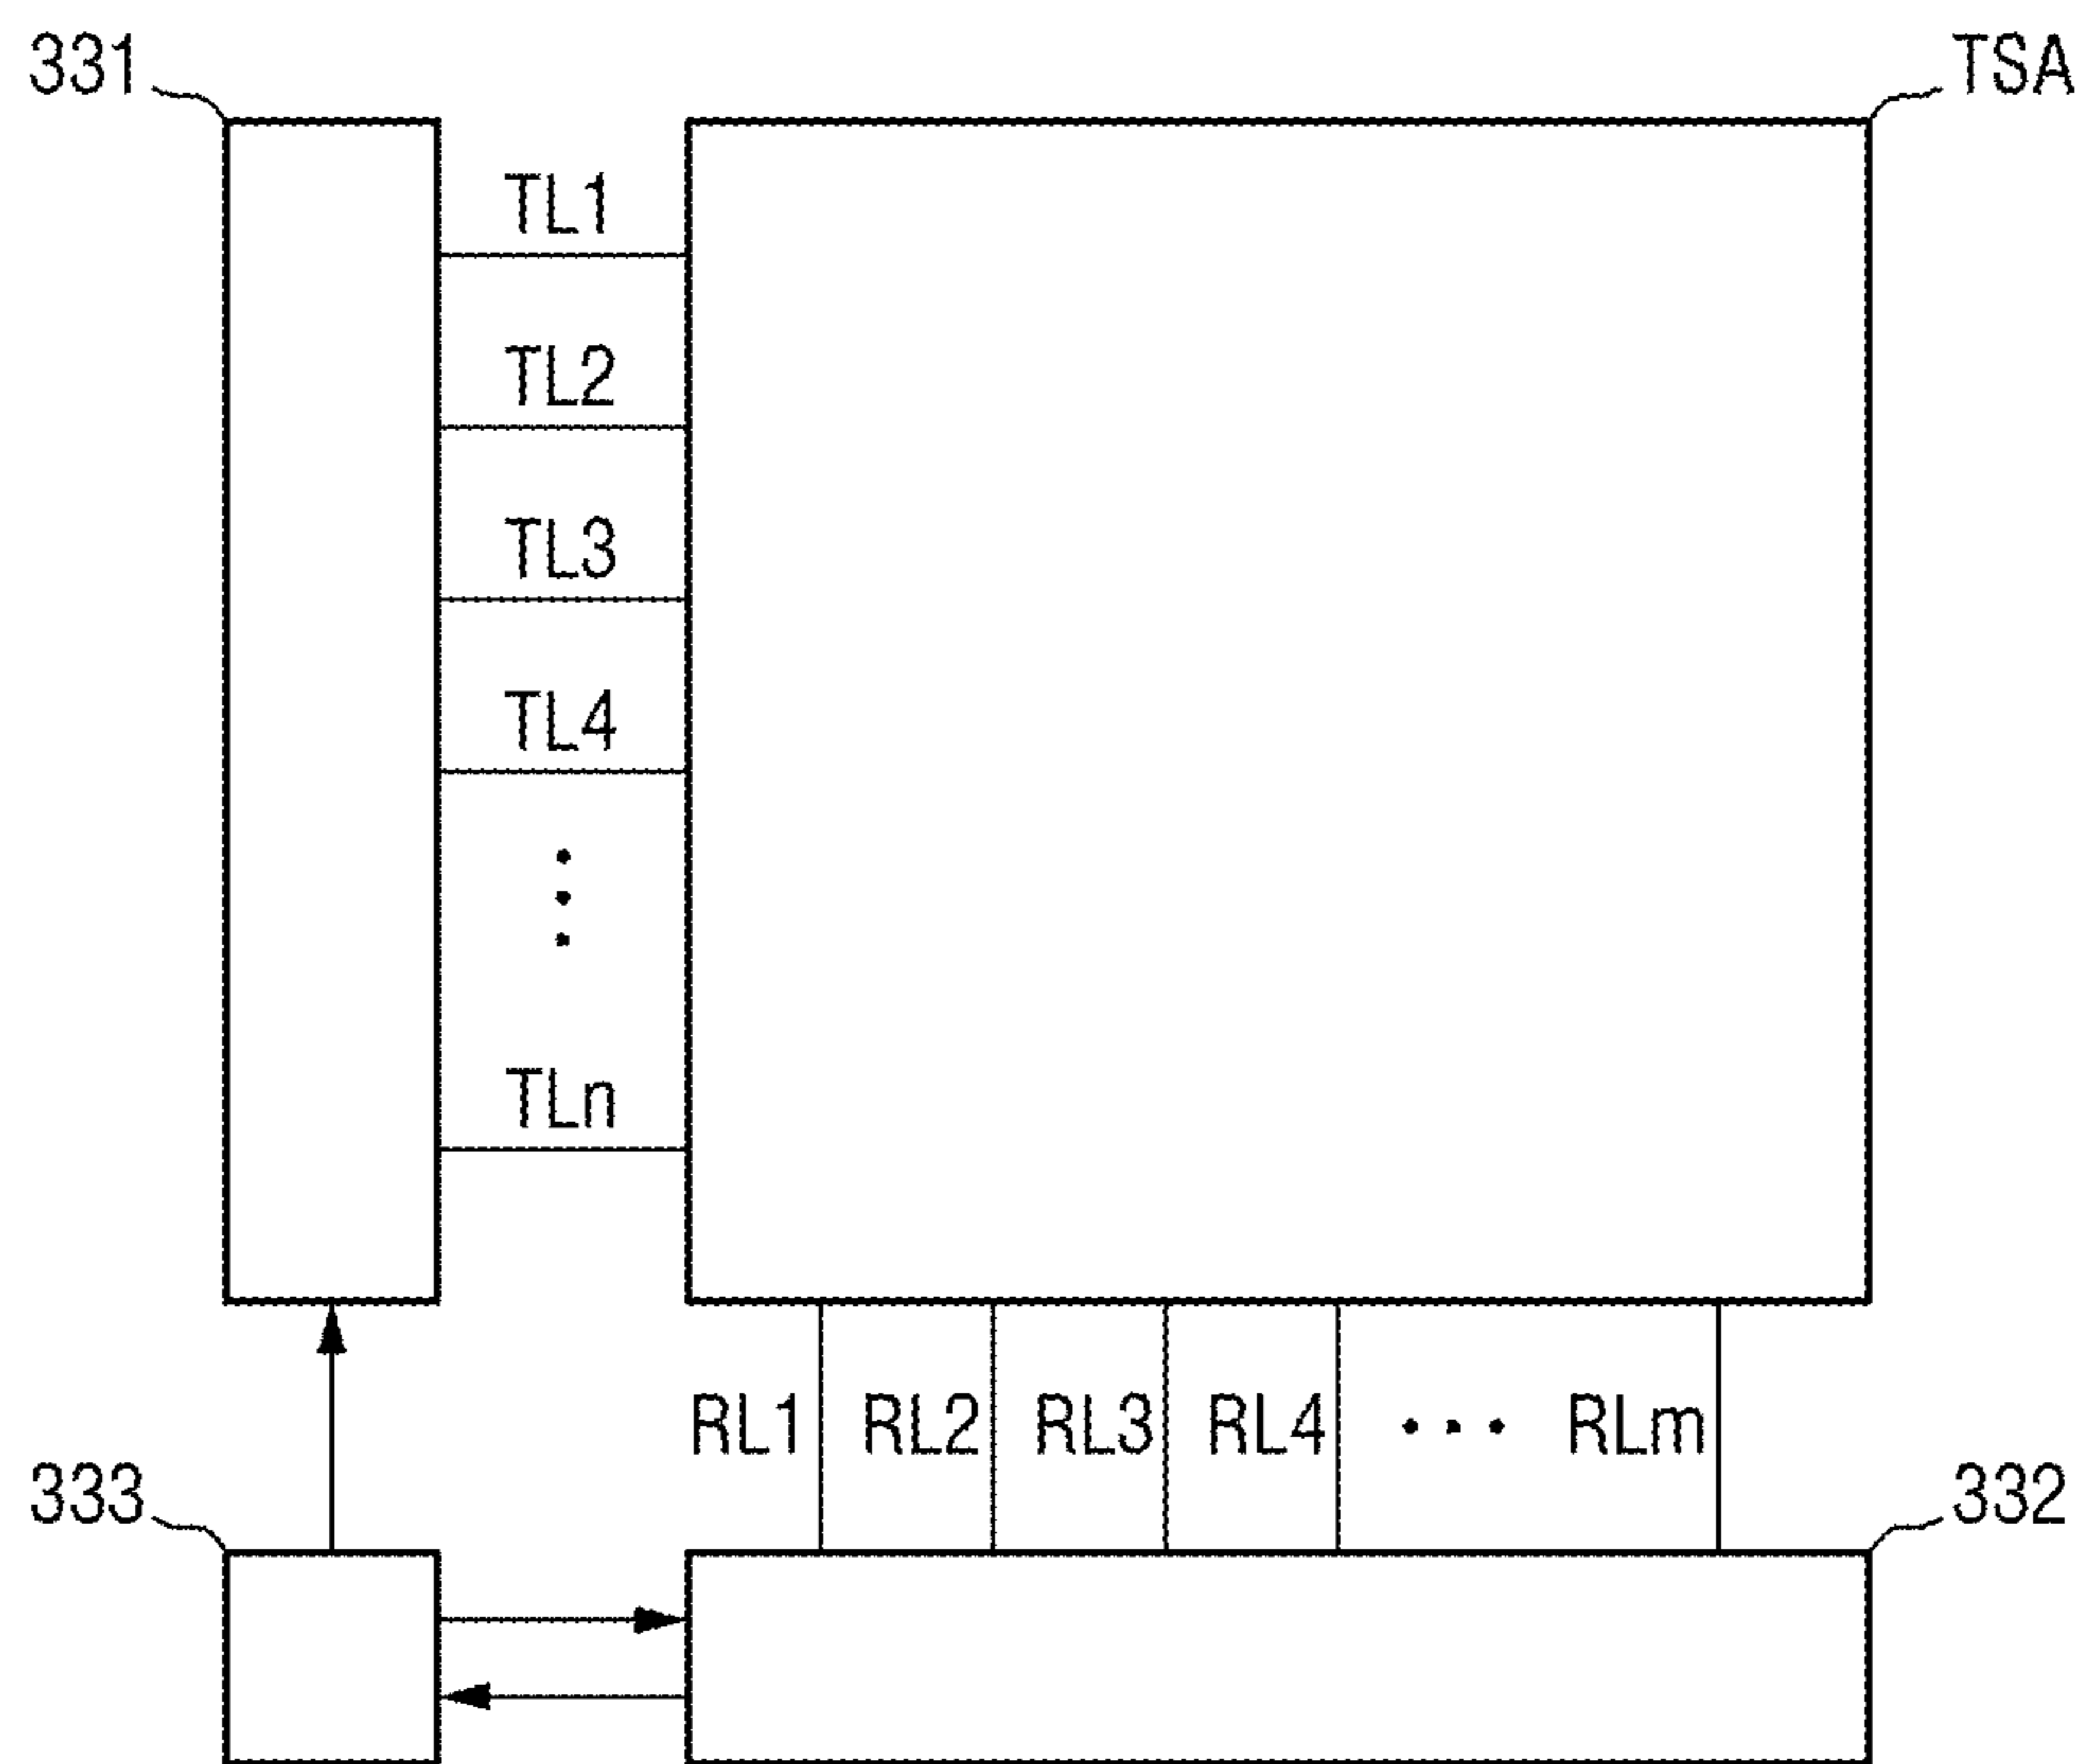 331
TSA
TL1
TL2
TL3
TL4
TLn
RL1 RL2 RL3 RL4 ••• RLm
333
332